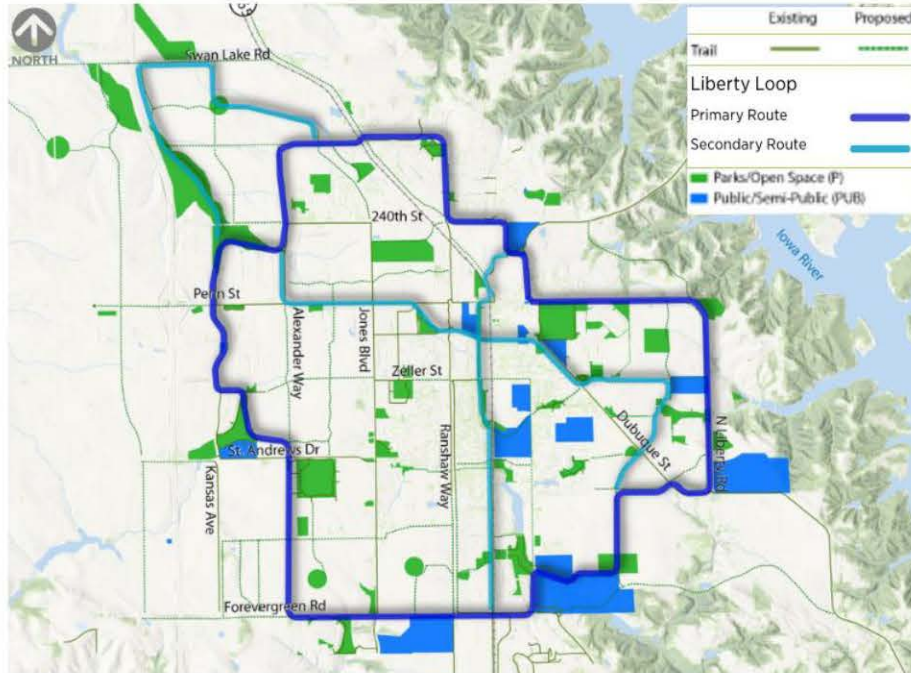 NORTH
Swan Lake Rd
Existing Proposed
Trail
Liberty Loop
Primary Route
Secondary Route
Parks/Open Space (P)
Public/Semi-Public (PUB)
240th St
Iowa River
Penn St
Alexander Way
Jones Blvd
Zeller St
Ranshaw Way
Dubuque St
N Liberty Rd
St. Andrews Dr
Kansas Ave
Forevergreen Rd